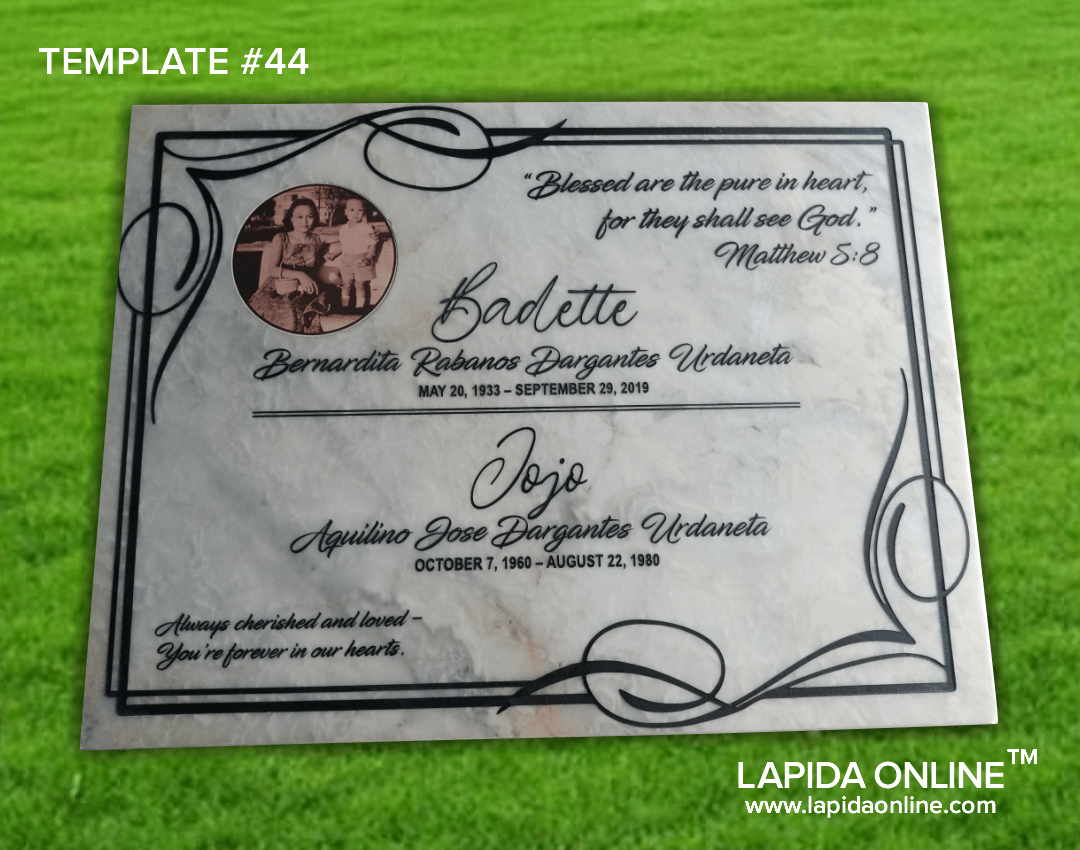 TEMPLATE #44
“Blessed are the pure in heart,
for they shall see God.”
Matthew 5:8
Badette
Bernardita Rabanos Dargantes Urdaneta
MAY 20, 1933 – SEPTEMBER 29, 2019
Jojo
Aquilino Jose Dargantes Urdaneta
OCTOBER 7, 1960 – AUGUST 22, 1980
Always cherished and loved –
You're forever in our hearts.
LAPIDA ONLINE™
www.lapidaonline.com